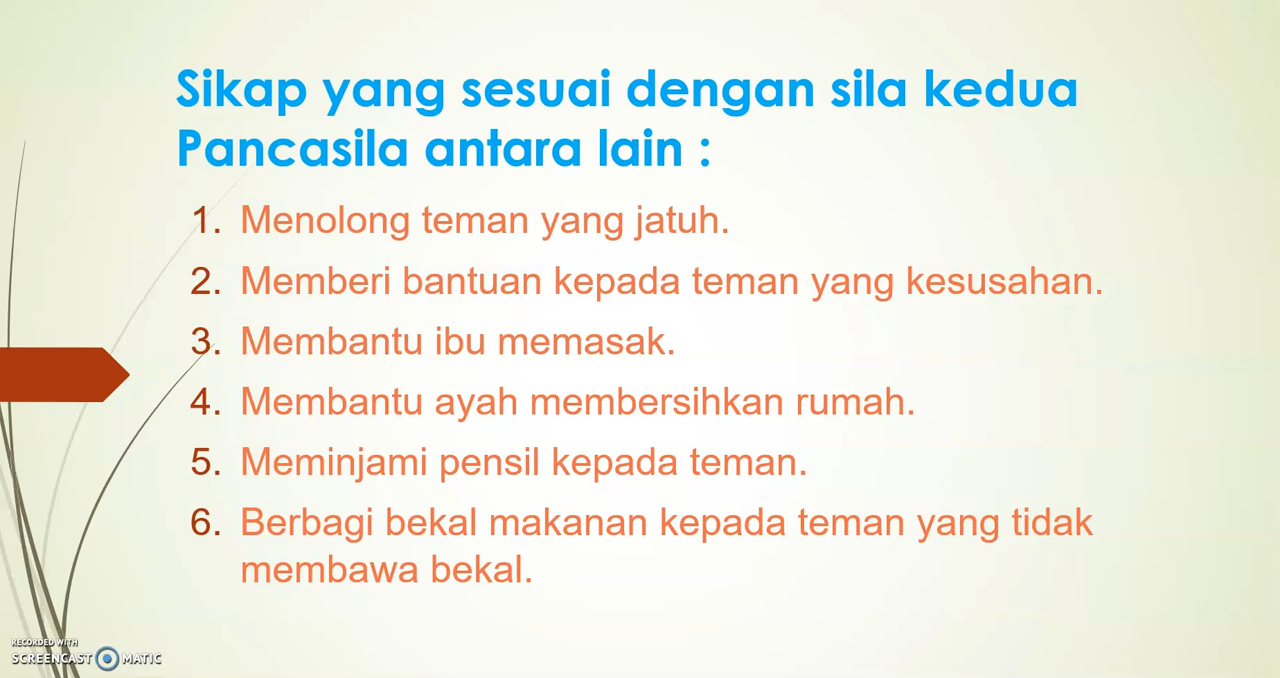 Sikap yang sesuai dengan sila kedua
Pancasila antara lain :
1. Menolong teman yang jatuh.
2. Memberi bantuan kepada teman yang kesusahan.
3. Membantu ibu memasak.
4. Membantu ayah membersihkan rumah.
5. Meminjami pensil kepada teman.
6. Berbagi bekal makanan kepada teman yang tidak
membawa bekal.
RECORDED WITH
SCREENCAST MATIC